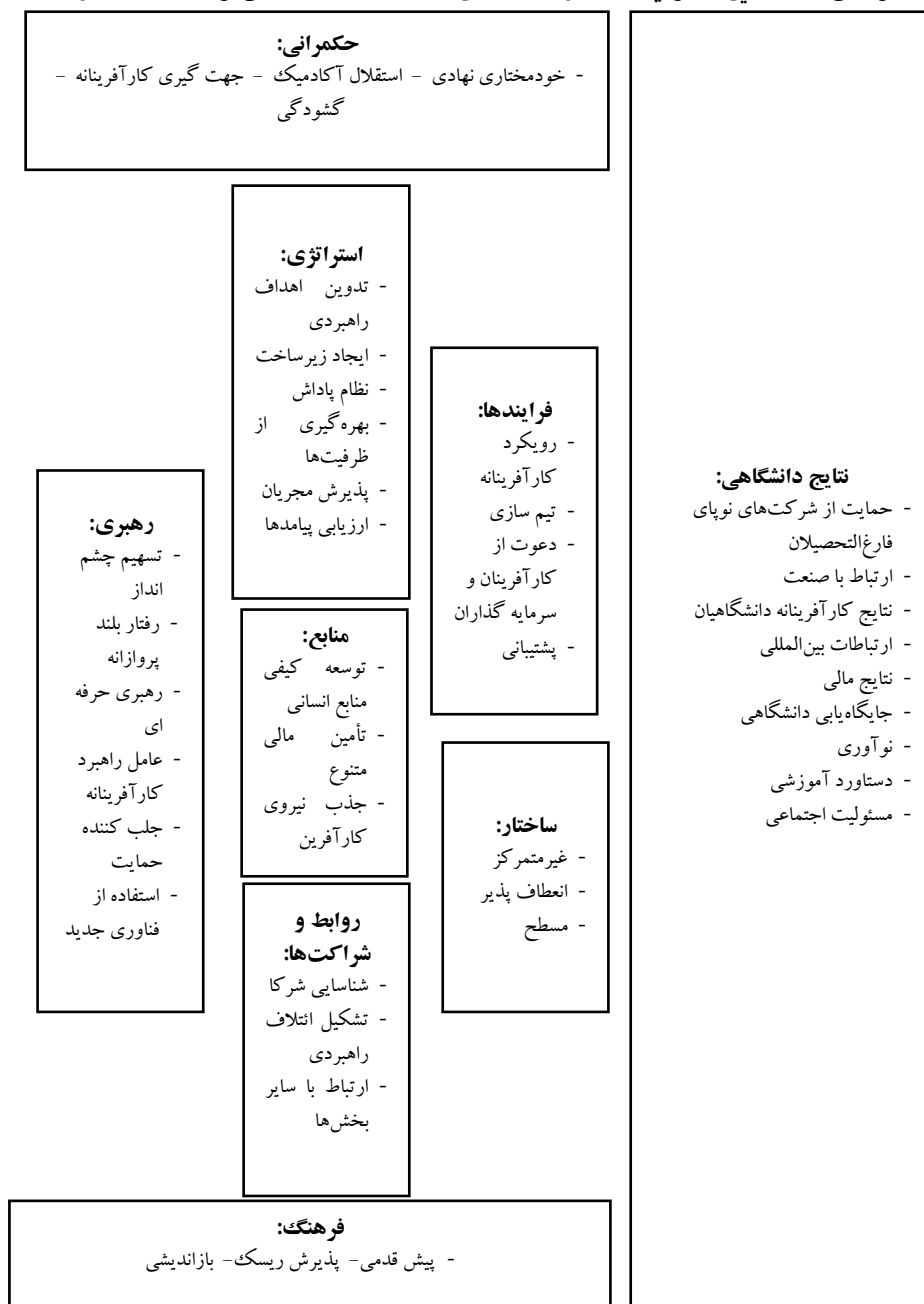 حکمرانی:
- خودمختاری نهادی – استقلال آکادمیک – جهت گیری کارآفرینانه –
گشودگی
استراتژی:
- تدوین اهداف
راهبردی
- ایجاد زیرساخت
- نظام پاداش
- بهره‌گیری از
ظرفیت‌ها
- پذیرش مجریان
- ارزیابی پیامدها
فرایندها:
- رویکرد
کارآفرینانه
- تیم سازی
- دعوت از
کارآفرینان و
سرمایه گذاران
- پشتیبانی
نتایج دانشگاهی:
- حمایت از شرکت‌های نوپای
فارغ‌التحصیلان
- ارتباط با صنعت
- نتایج کارآفرینانه دانشگاهیان
- ارتباطات بین‌المللی
- نتایج مالی
- جایگاه‌یابی دانشگاهی
- نوآوری
- دستاورد آموزشی
- مسئولیت اجتماعی
رهبری:
- تسهیم چشم
انداز
- رفتار بلند
پروازانه
- رهبری حرفه
ای
- عامل راهبرد
کارآفرینانه
- جلب کننده
حمایت
- استفاده از
فناوری جدید
منابع:
- توسعه کیفی
منابع انسانی
- تأمین مالی
متنوع
- جذب نیروی
کارآفرین
ساختار:
- غیرمتمرکز
- انعطاف پذیر
- مسطح
روابط و
شراکت‌ها:
- شناسایی شرکا
- تشکیل ائتلاف
راهبردی
- ارتباط با سایر
بخش‌ها
فرهنگ:
- پیش قدمی– پذیرش ریسک– بازاندیشی